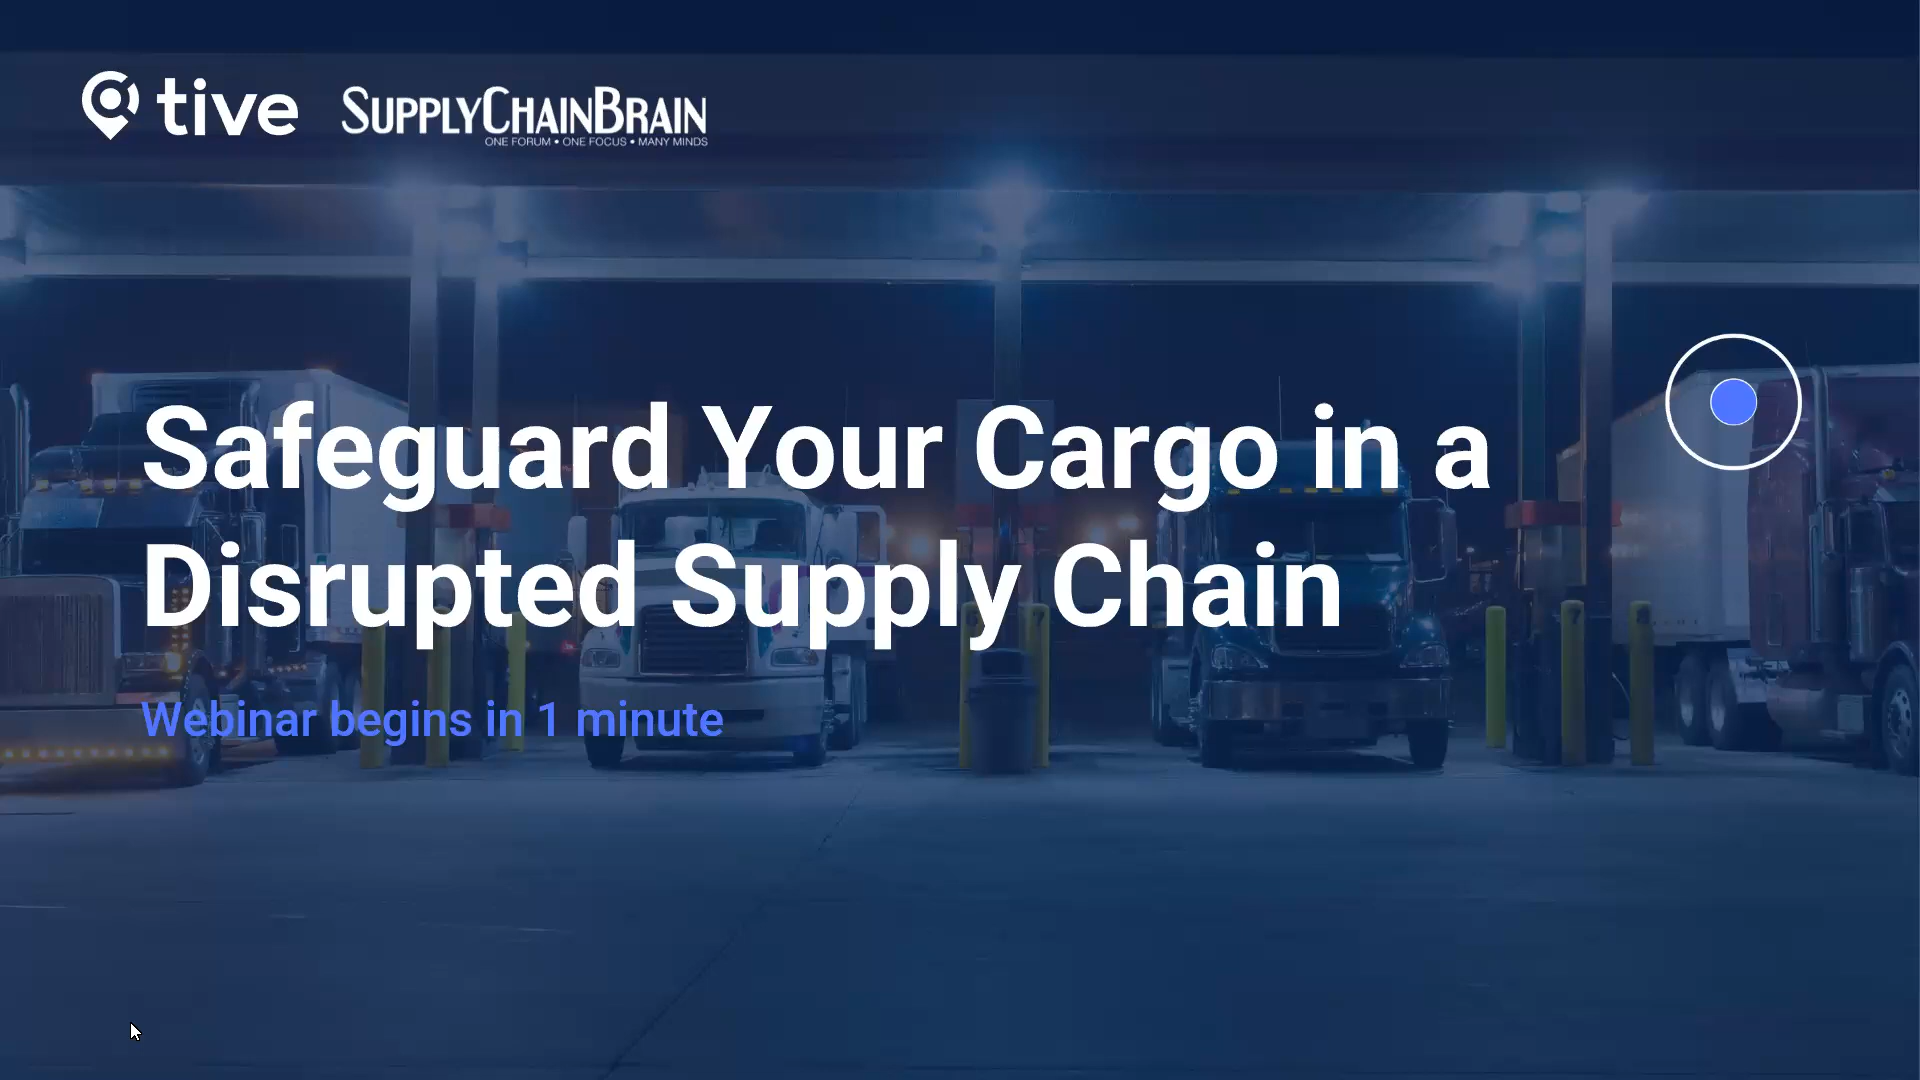 tive
SUPPLYCHAINBRAIN
ONE FORUM • ONE FOCUS • MANY MINDS
Safeguard Your Cargo in a
Disrupted Supply Chain
Webinar begins in 1 minute